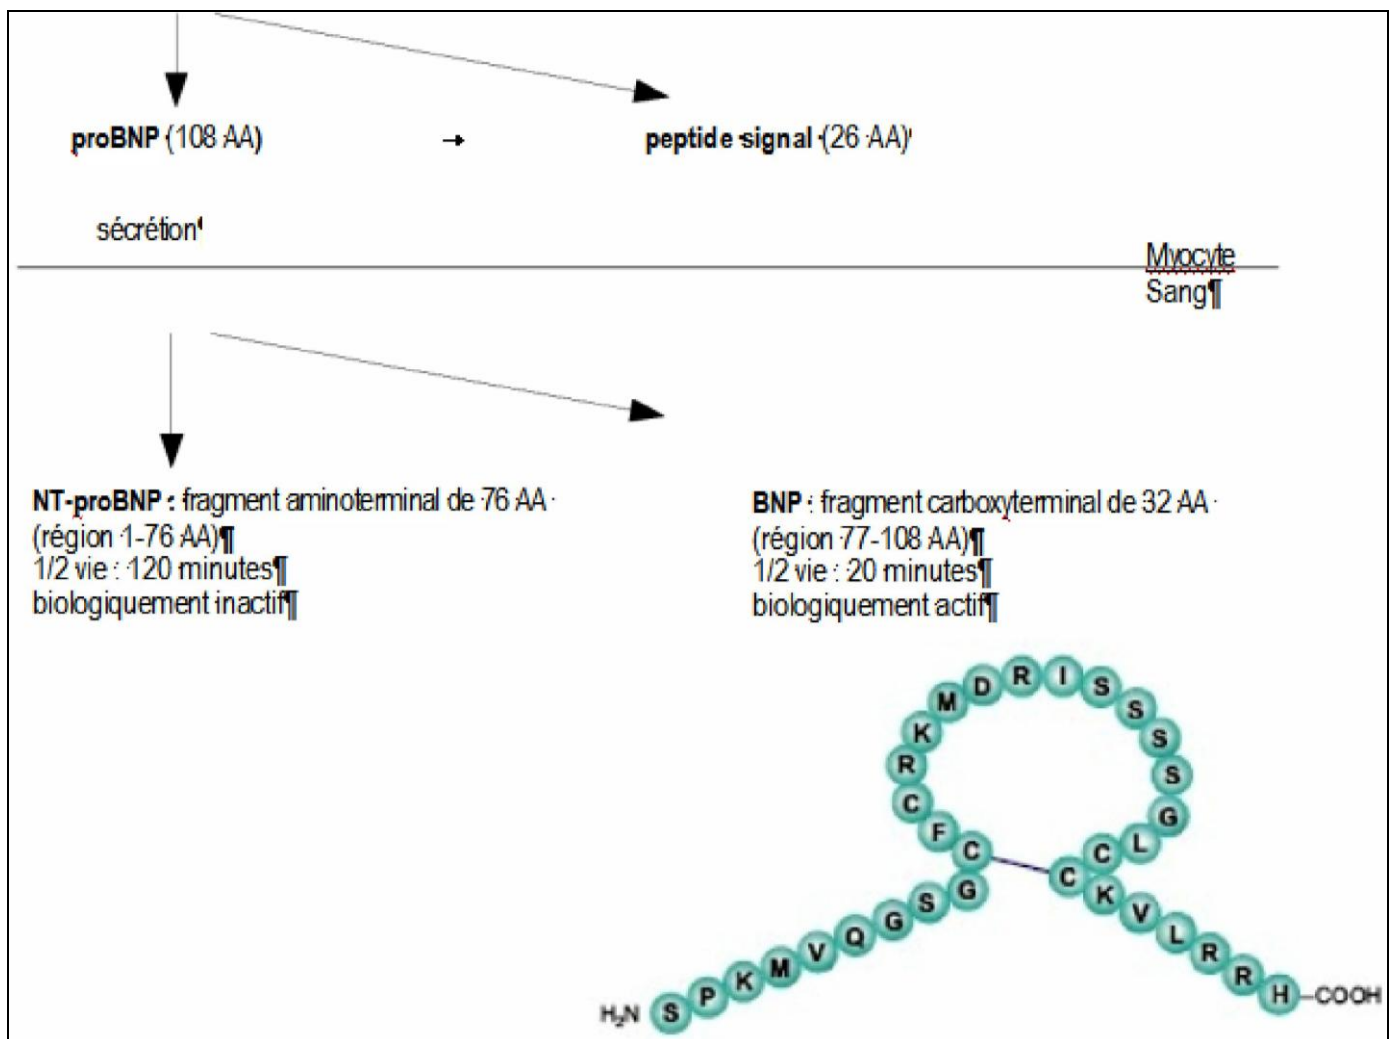 proBNP (108 AA) → peptide signal (26 AA)
sécrétion
Myocyte
Sang¶
NT-proBNP : fragment aminoterminal de 76 AA
(région 1-76 AA)¶
1/2 vie : 120 minutes¶
biologiquement inactif¶
BNP : fragment carboxyterminal de 32 AA
(région 77-108 AA)¶
1/2 vie : 20 minutes¶
biologiquement actif¶
H₂N S P K M V Q G S G C F C R K M D R I S S S S G L C C K V L R R H –COOH